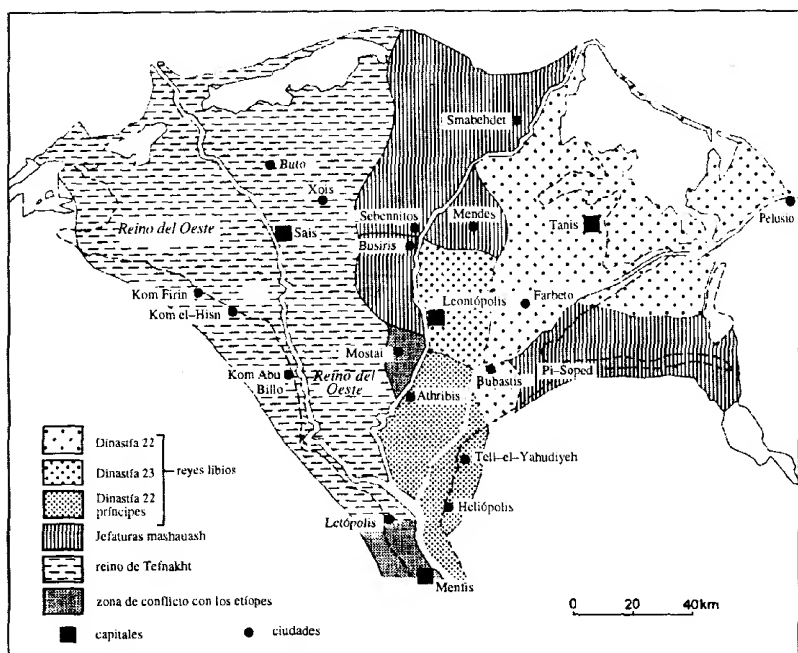 Smabehdet
Buto
Xois
Sebennitos
Mendes
Tanis
Pelusio
Reino del Oeste
Sais
Busiris
Kom Firin
Leontópolis
Farbeto
Kom el-Hisn
Mostai
Kom Abu
Billo
Reino del
Oeste
Bubastis
Pi-Soped
Athribis
Tell-el-Yahudiyeh
Heliópolis
Letópolis
Menfis
Dinastía 22
Dinastía 23
reyes libios
Dinastía 22
príncipes
Jefaturas mashauash
reino de Tefnakht
zona de conflicto con los etíopes
capitales
ciudades
0 20 40 km